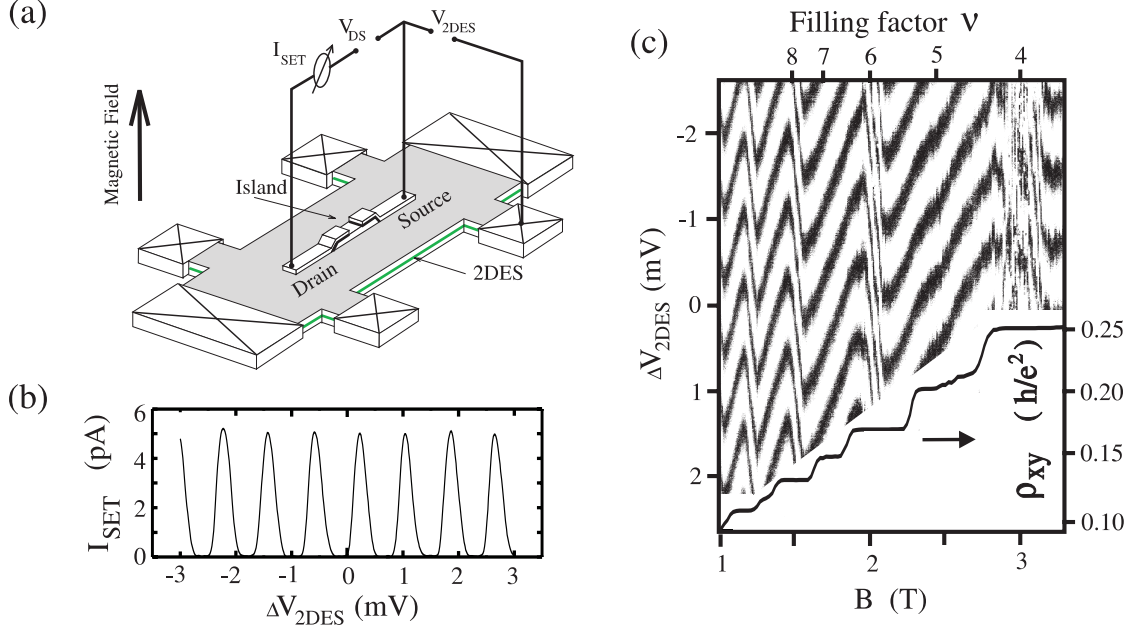 (a)
V_DS
V_2DES
I_SET
Magnetic Field
Island
Source
Drain
2DES
(b)
I_SET (pA)
6
4
2
0
-3 -2 -1 0 1 2 3
ΔV_2DES (mV)
(c)
Filling factor ν
8 7 6 5 4
ΔV_2DES (mV)
-2
-1
0
1
2
0.25
0.20
0.15
0.10
ρ_xy (h/e²)
1 2 3
B (T)